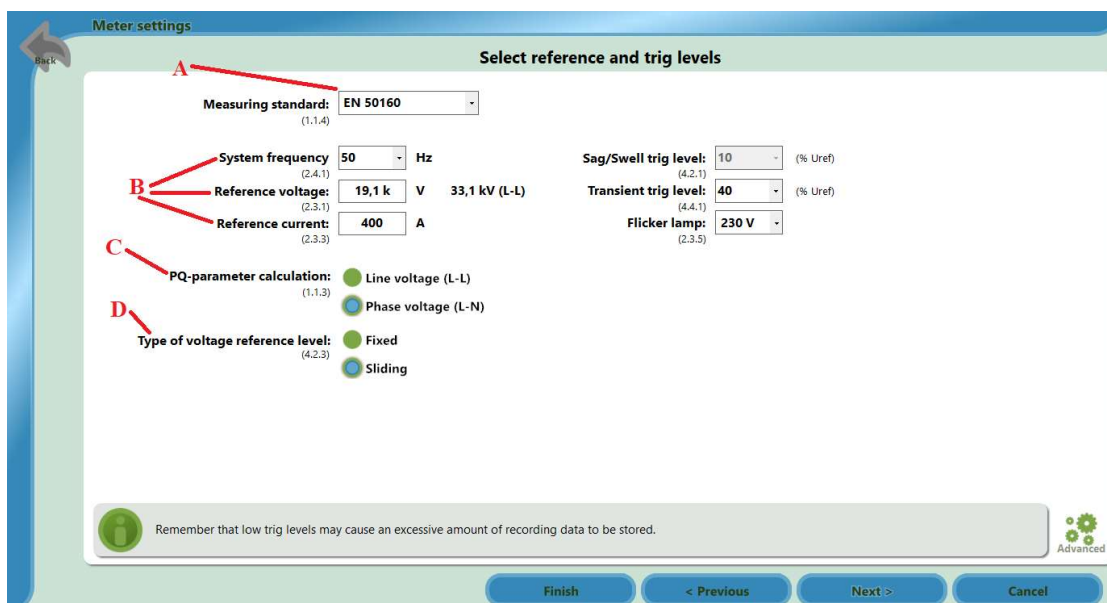 Meter settings
Back
Select reference and trig levels
A
Measuring standard: EN 50160
(1.1.4)
System frequency 50 Hz
(2.4.1)
B
Reference voltage: 19,1 k V 33,1 kV (L-L)
(2.3.1)
Reference current: 400 A
(2.3.3)
Sag/Swell trig level: 10 (% Uref)
(4.2.1)
Transient trig level: 40 (% Uref)
(4.4.1)
Flicker lamp: 230 V
(2.3.5)
C
PQ-parameter calculation: Line voltage (L-L)
(1.1.3)
Phase voltage (L-N)
D
Type of voltage reference level: Fixed
(4.2.3)
Sliding
Remember that low trig levels may cause an excessive amount of recording data to be stored.
Advanced
Finish < Previous Next > Cancel